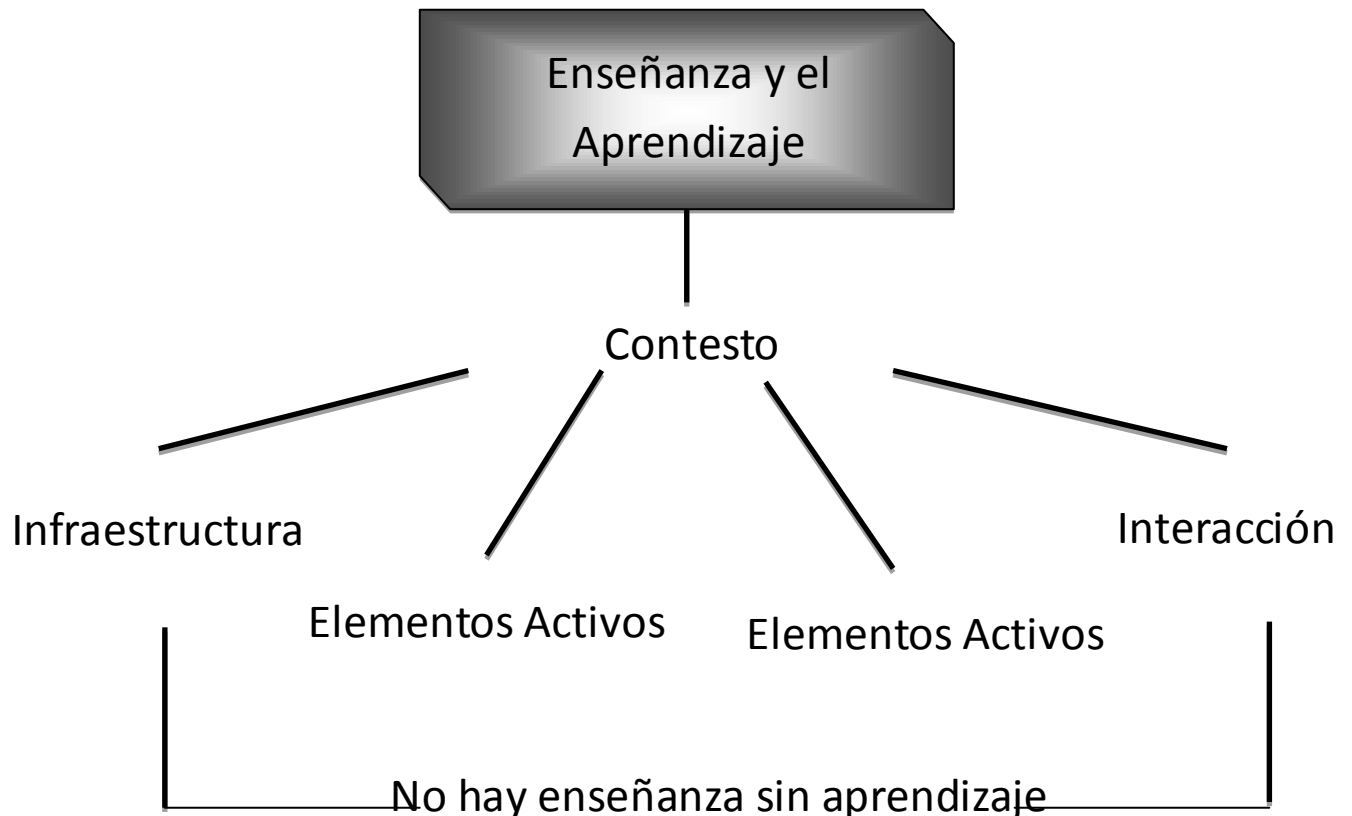 Enseñanza y el
Aprendizaje
Contesto
Infraestructura
Interacción
Elementos Activos
Elementos Activos
No hay enseñanza sin aprendizaje